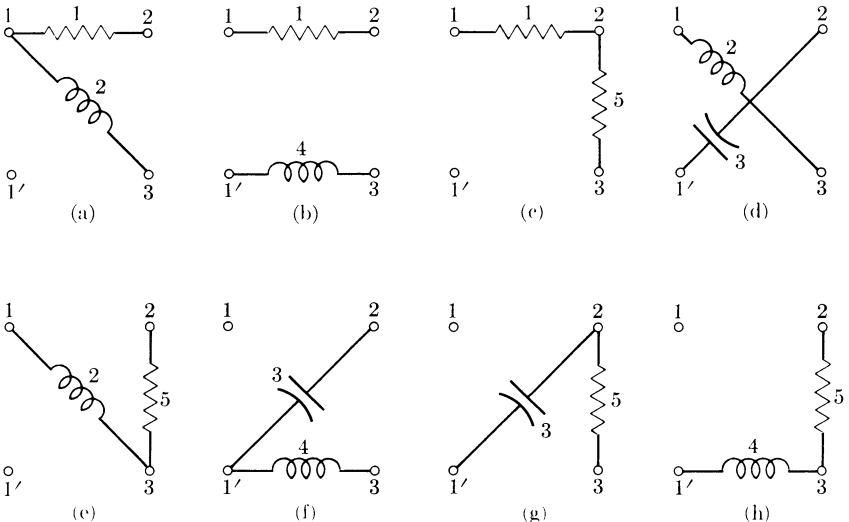 1 1 2 1 1 2 1 1 2 1 2
2 5 2
4 3
1′ 3 1′ 3 1′ 3 1′ 3
(a) (b) (c) (d)
1 2 1 2 1 2 1 2
2 5 3 3 5 5
4 4
1′ 3 1′ 3 1′ 3 1′ 3
(e) (f) (g) (h)